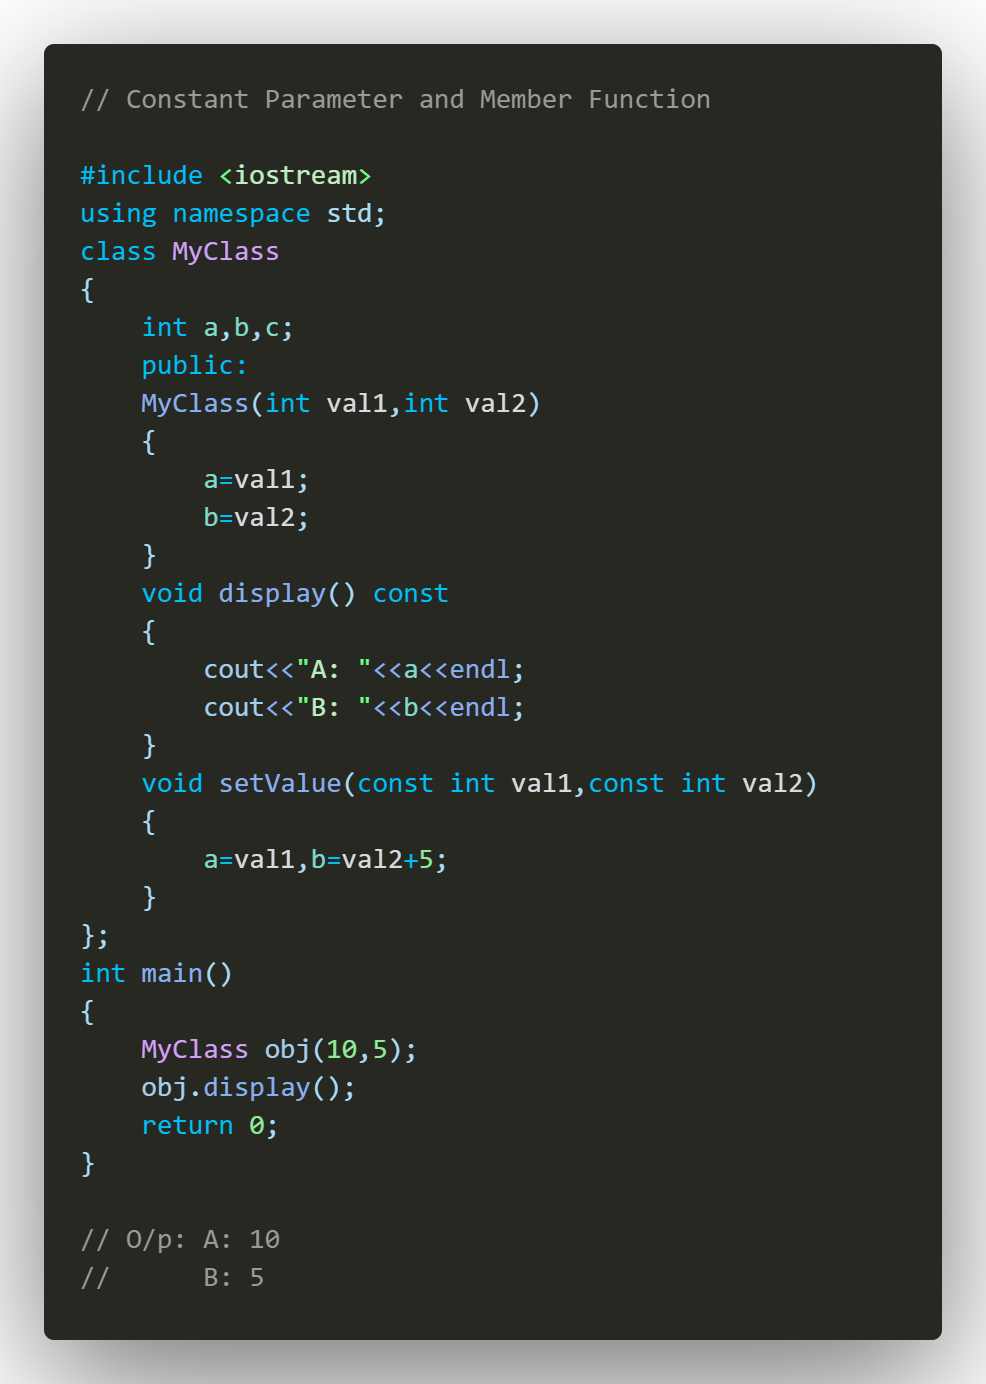 // Constant Parameter and Member Function

#include <iostream>
using namespace std;
class MyClass
{
    int a,b,c;
    public:
    MyClass(int val1,int val2)
    {
        a=val1;
        b=val2;
    }
    void display() const
    {
        cout<<"A: "<<a<<endl;
        cout<<"B: "<<b<<endl;
    }
    void setValue(const int val1,const int val2)
    {
        a=val1,b=val2+5;
    }
};
int main()
{
    MyClass obj(10,5);
    obj.display();
    return 0;
}

// O/p: A: 10
//      B: 5